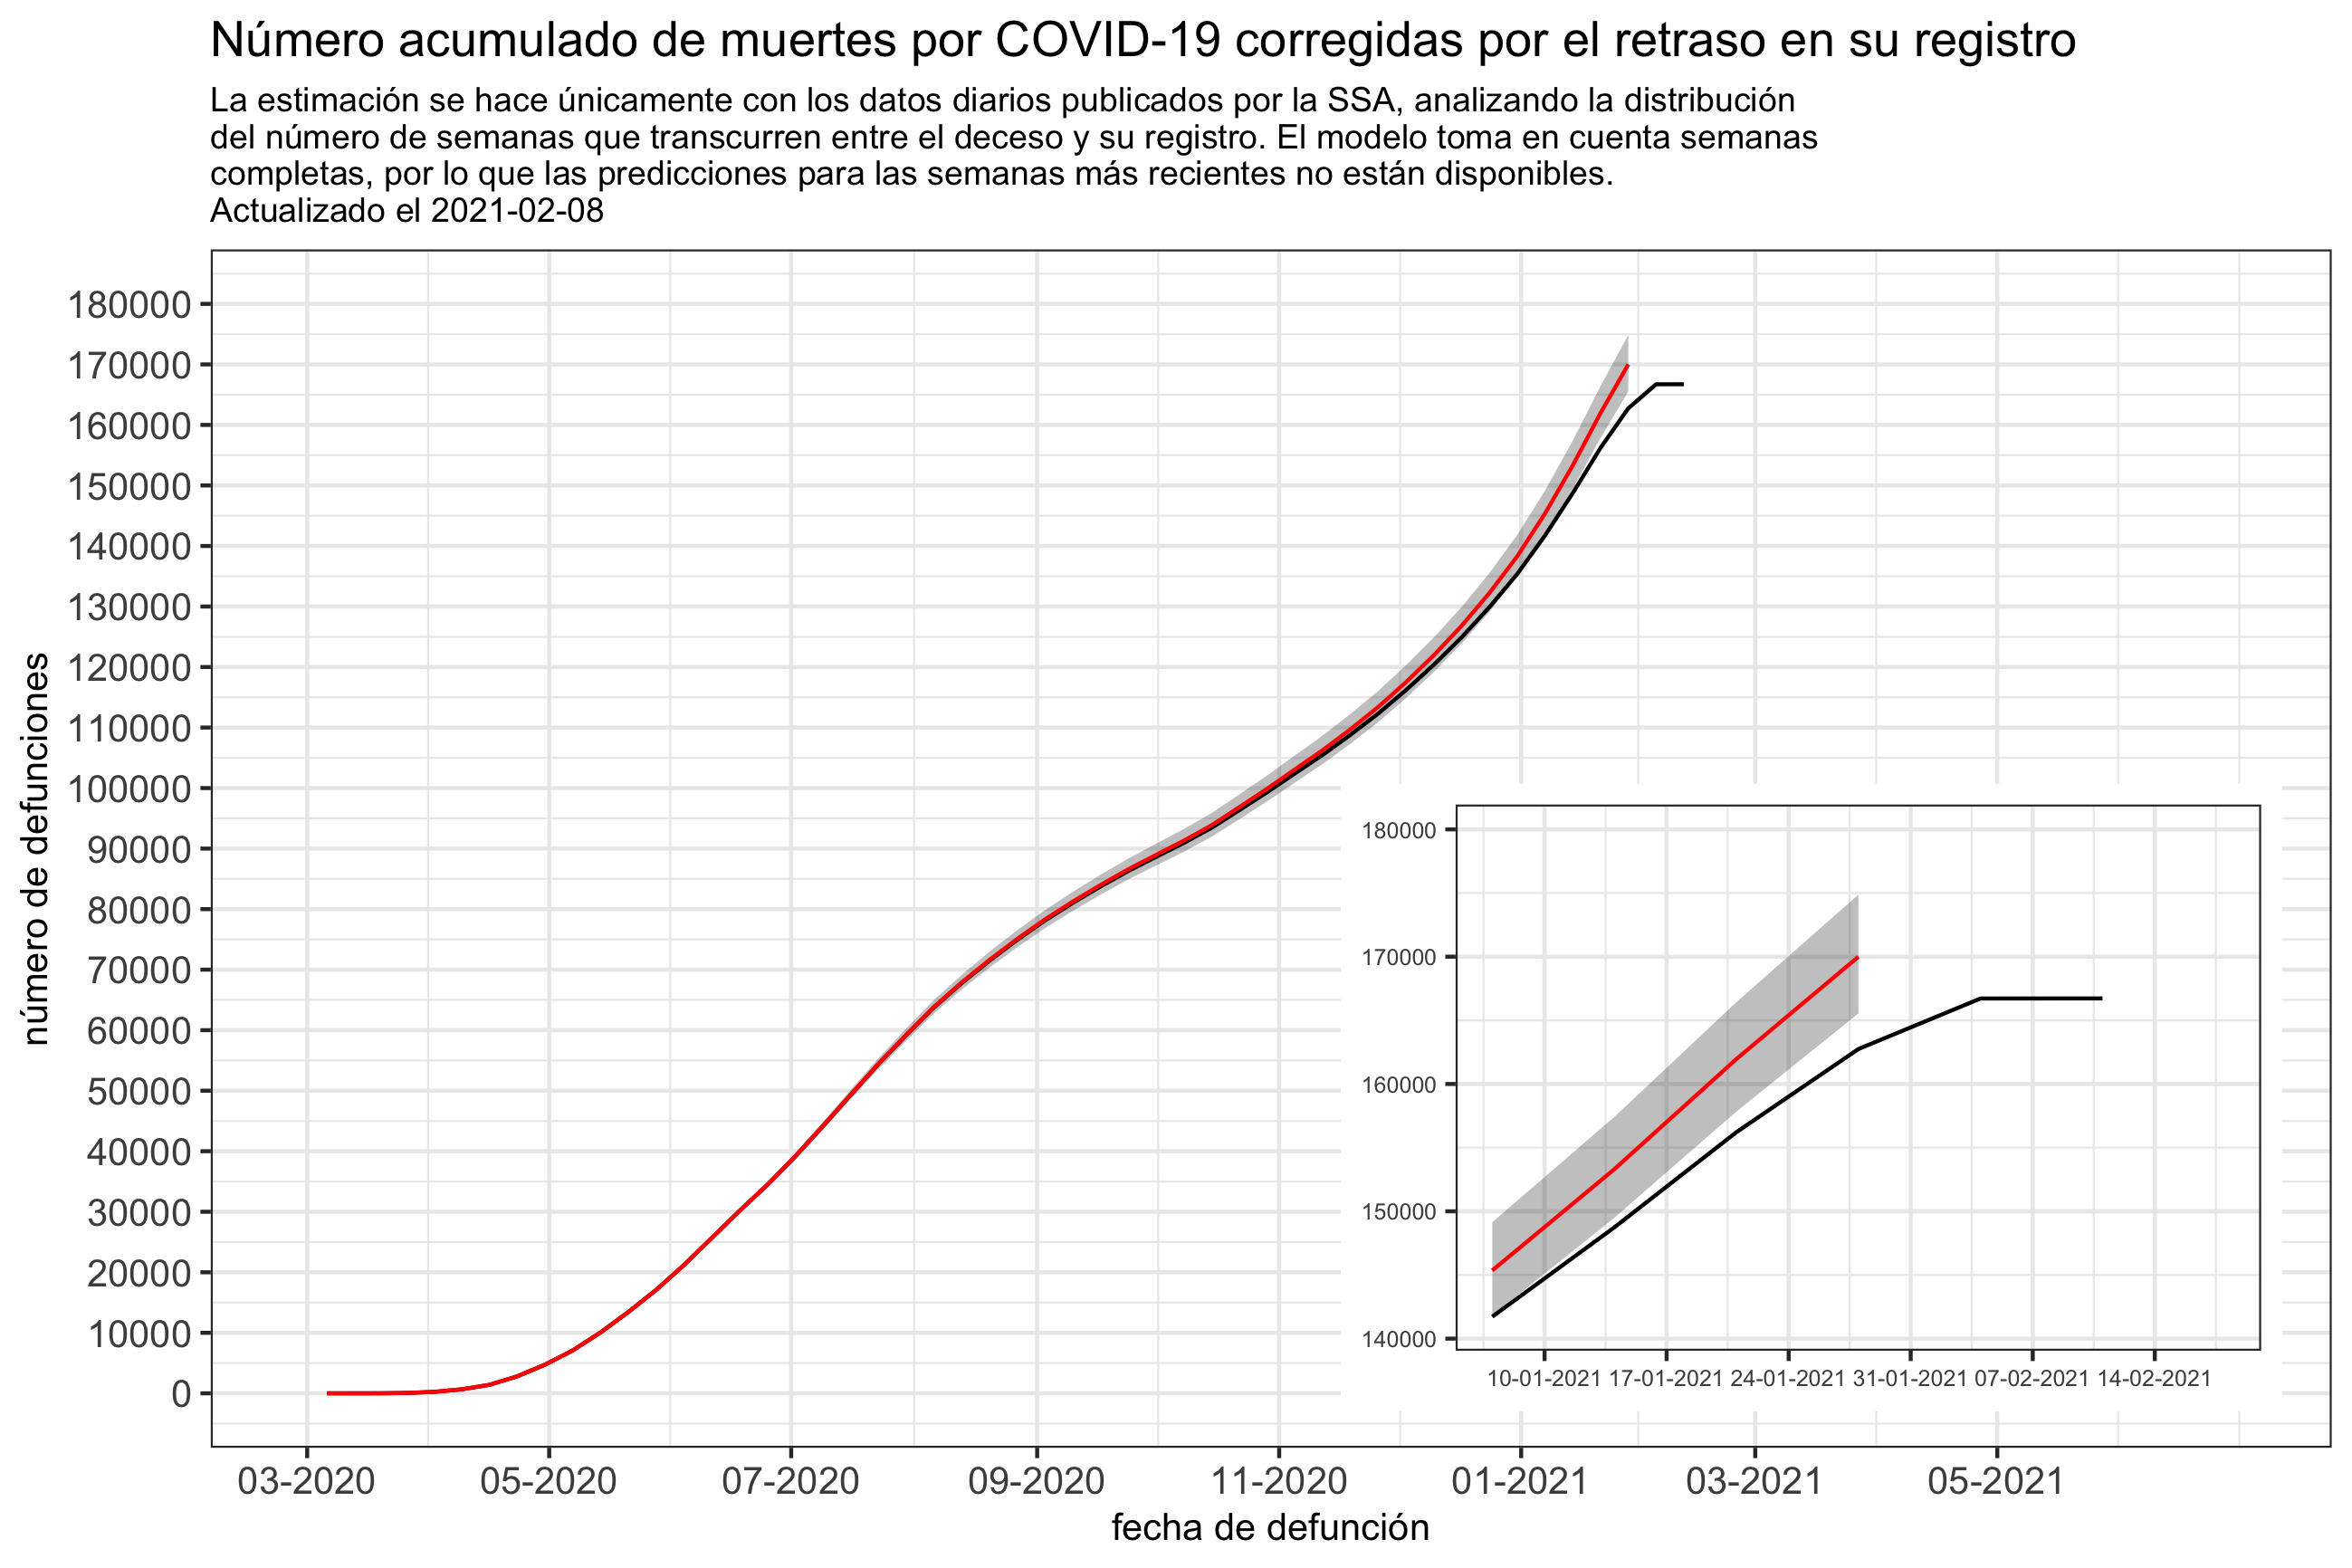 Número acumulado de muertes por COVID-19 corregidas por el retraso en su registro
La estimación se hace únicamente con los datos diarios publicados por la SSA, analizando la distribución
del número de semanas que transcurren entre el deceso y su registro. El modelo toma en cuenta semanas
completas, por lo que las predicciones para las semanas más recientes no están disponibles.
Actualizado el 2021-02-08
número de defunciones
180000
170000
160000
150000
140000
130000
120000
110000
100000
90000
80000
70000
60000
50000
40000
30000
20000
10000
0
180000
170000
160000
150000
140000
10-01-2021 17-01-2021 24-01-2021 31-01-2021 07-02-2021 14-02-2021
03-2020 05-2020 07-2020 09-2020 11-2020 01-2021 03-2021 05-2021
fecha de defunción